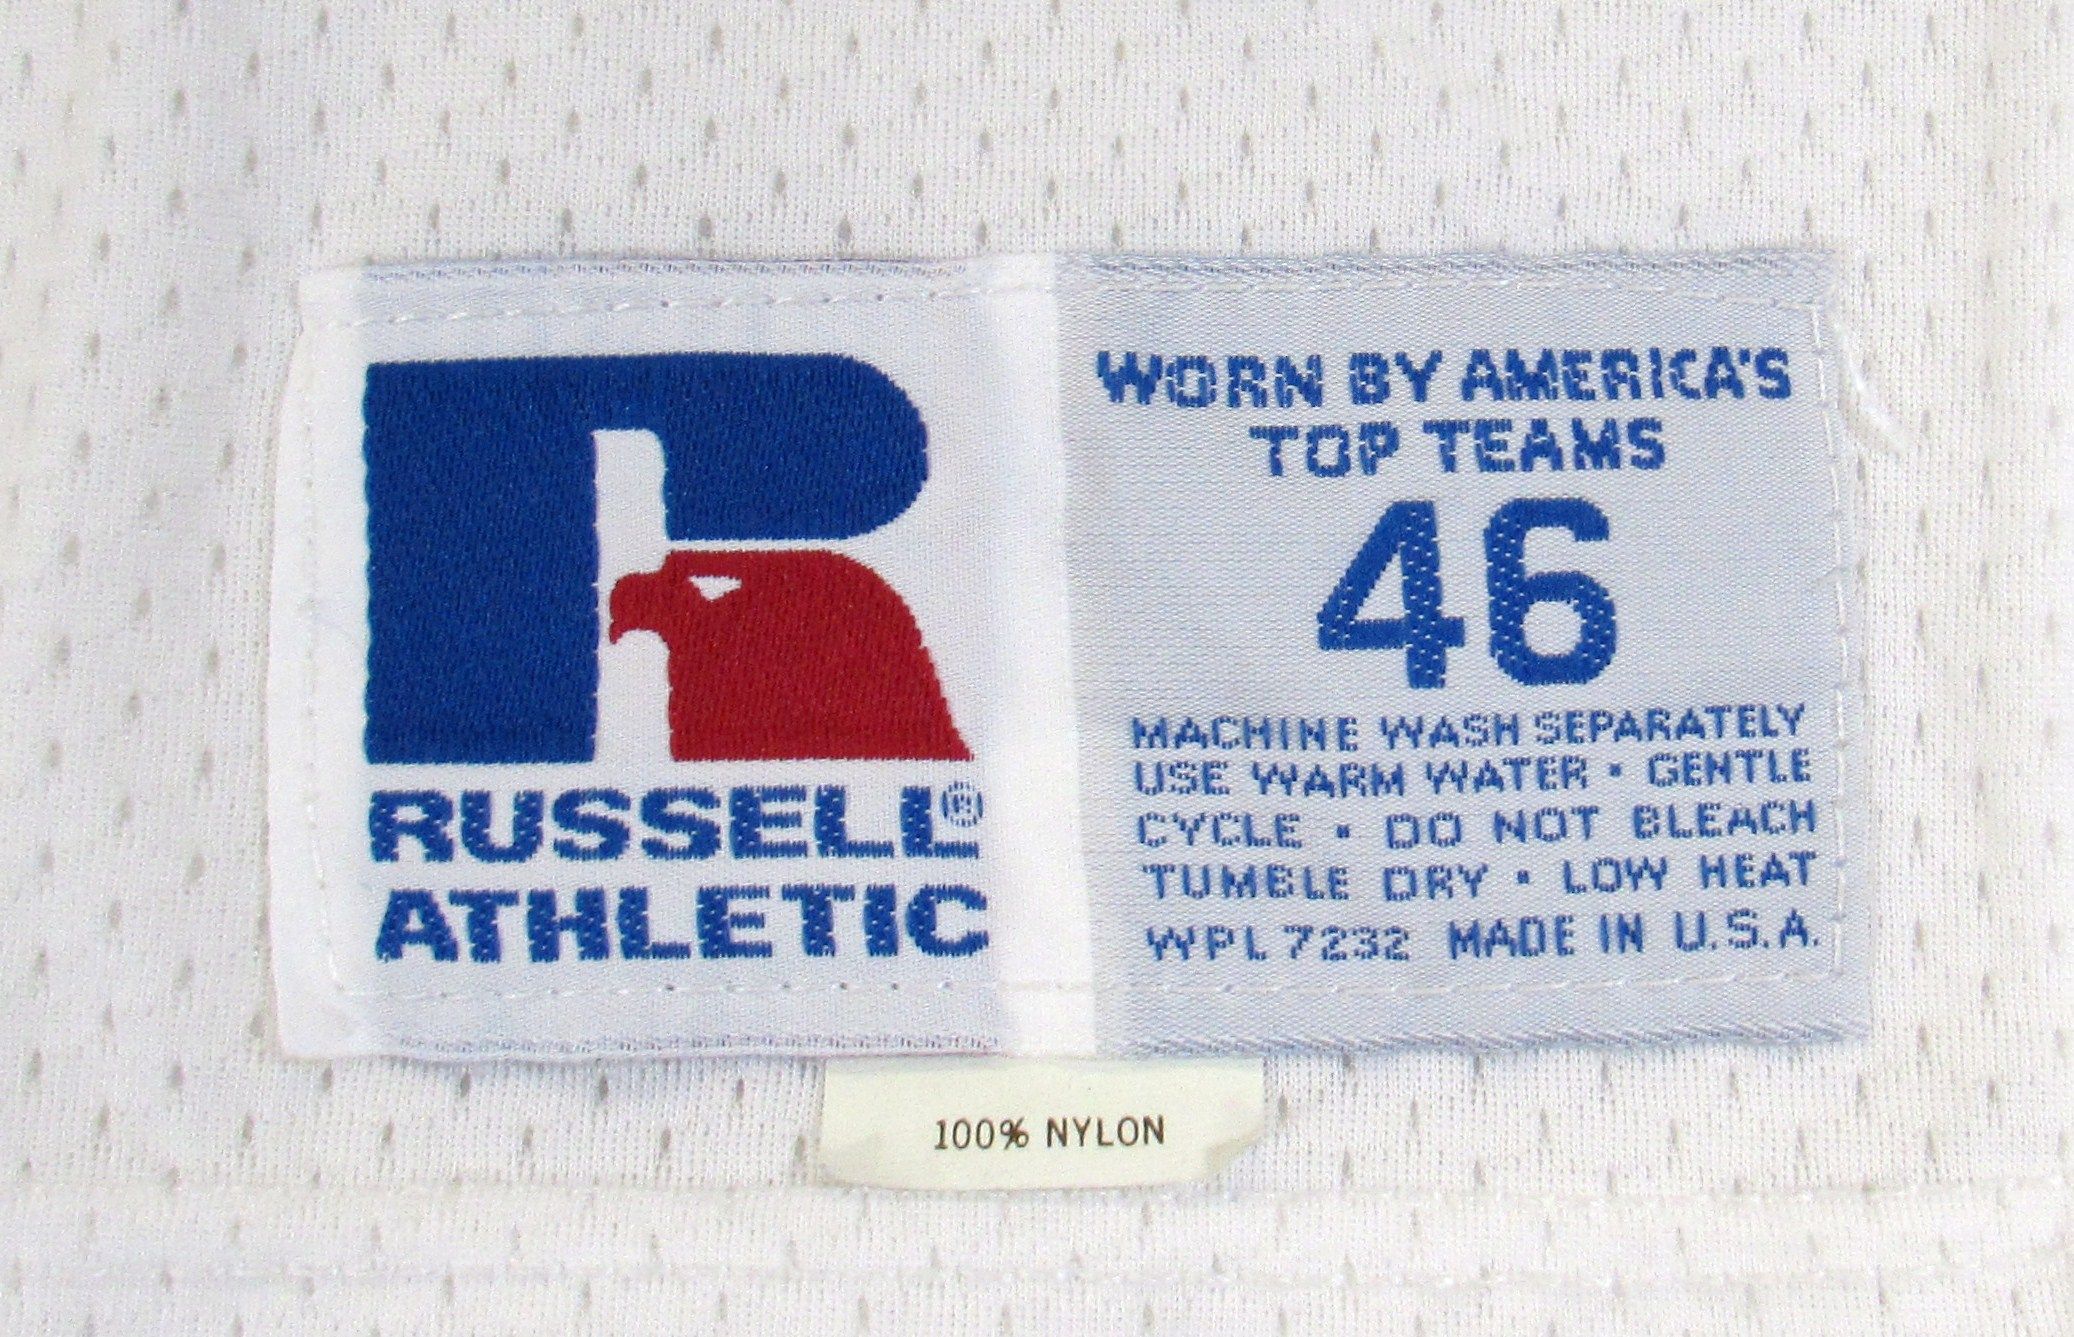 RUSSELL®
ATHLETIC
WORN BY AMERICA'S
TOP TEAMS
46
MACHINE WASH SEPARATELY
USE WARM WATER • GENTLE
CYCLE • DO NOT BLEACH
TUMBLE DRY • LOW HEAT
WPL 7232 MADE IN U.S.A.
100% NYLON